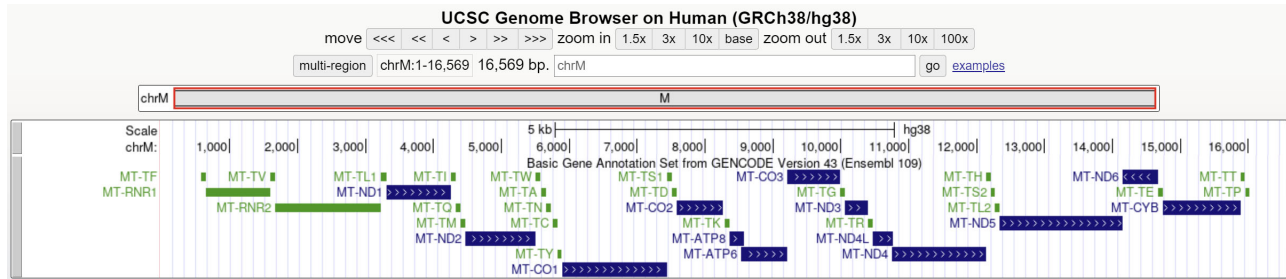 UCSC Genome Browser on Human (GRCh38/hg38)
move <<< << < > >> >>> zoom in 1.5x 3x 10x base zoom out 1.5x 3x 10x 100x
multi-region chrM:1-16,569 16,569 bp. chrM go examples
chrM M
Scale 5 kb hg38
chrM: 1,000 2,000 3,000 4,000 5,000 6,000 7,000 8,000 9,000 10,000 11,000 12,000 13,000 14,000 15,000 16,000
Basic Gene Annotation Set from GENCODE Version 43 (Ensembl 109)
MT-TF MT-TV MT-TL1 MT-TI MT-TW MT-TS1 MT-CO3 MT-TH MT-ND6 MT-TT
MT-RNR1 MT-ND1 MT-TA MT-TD MT-TG MT-TS2 MT-TE MT-TP
MT-RNR2 MT-TQ MT-TN MT-CO2 MT-ND3 MT-TL2 MT-CYB
MT-TM MT-TC MT-TK MT-TR MT-ND5
MT-ND2 MT-ATP8 MT-ND4L
MT-TY MT-ATP6 MT-ND4
MT-CO1